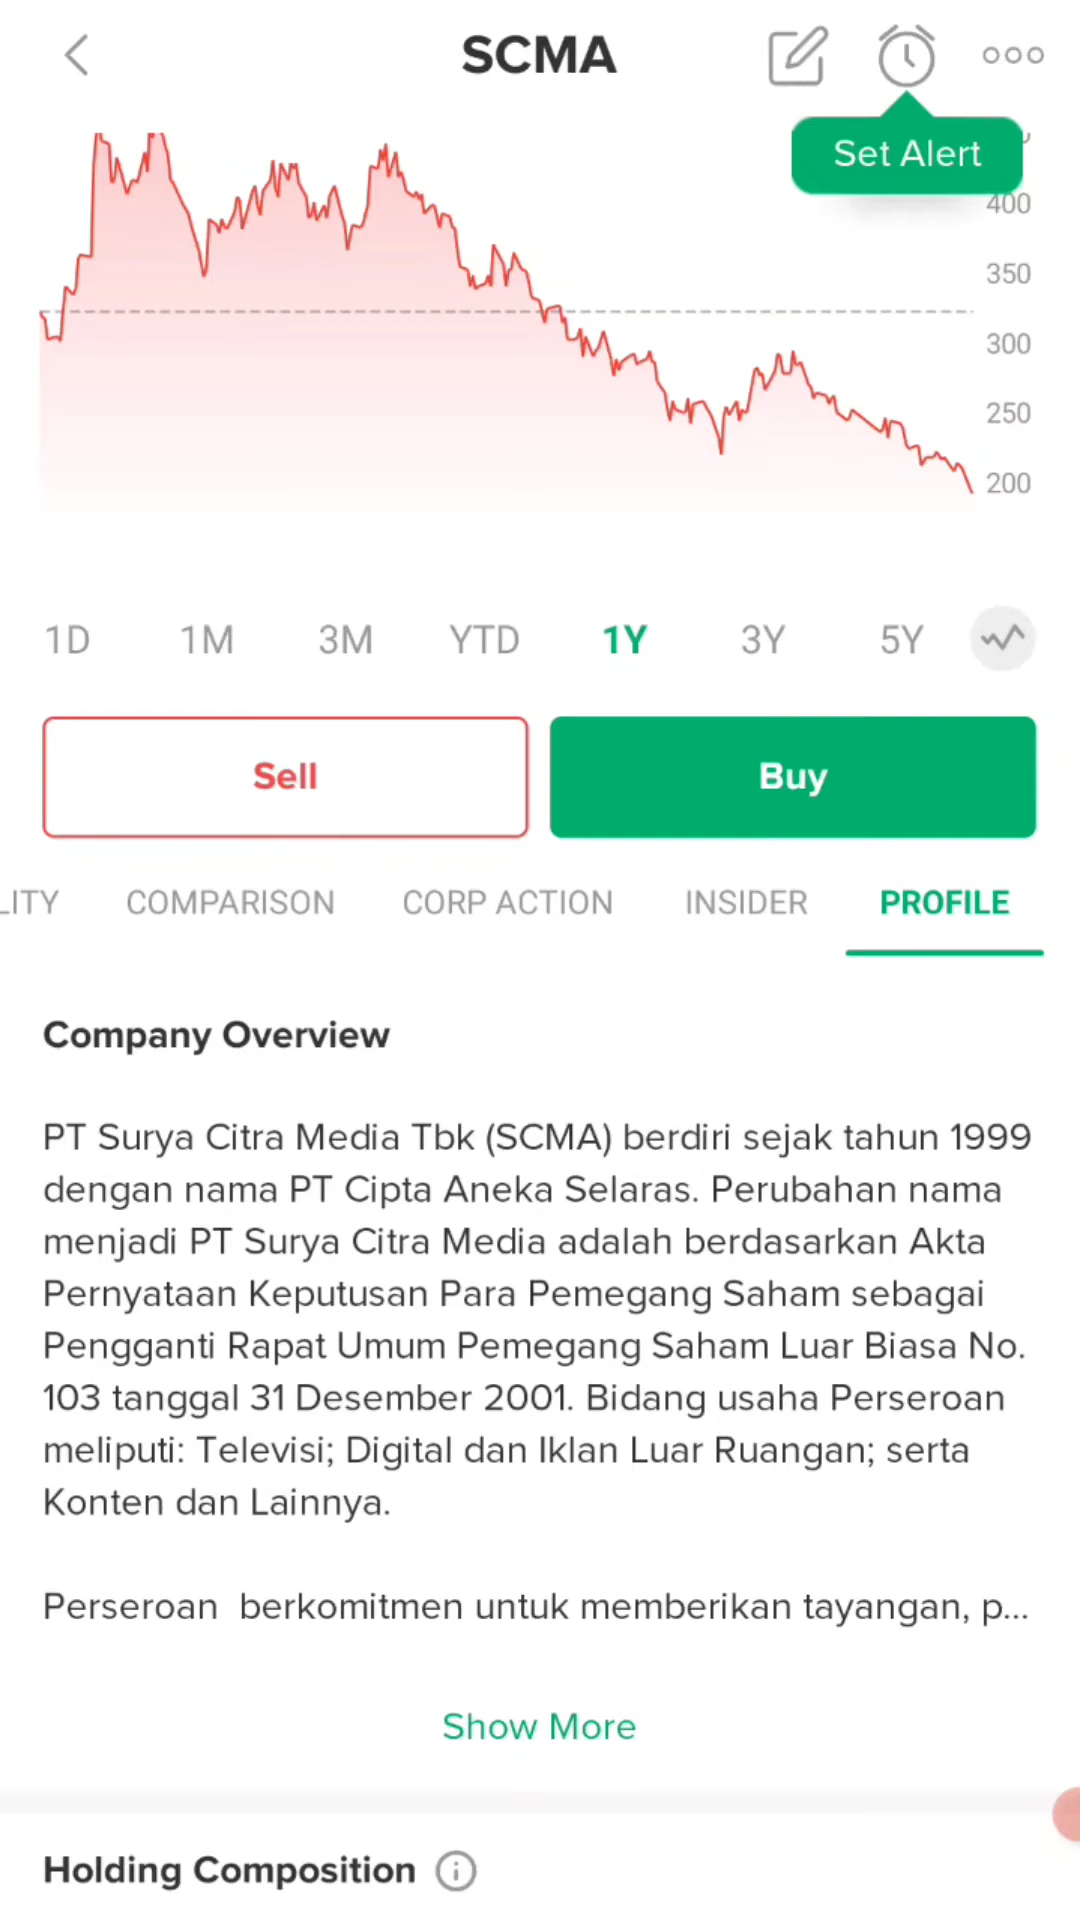 SCMA
Set Alert
400
350
300
250
200
1D 1M 3M YTD 1Y 3Y 5Y
Sell Buy
LITY COMPARISON CORP ACTION INSIDER PROFILE
Company Overview
PT Surya Citra Media Tbk (SCMA) berdiri sejak tahun 1999
dengan nama PT Cipta Aneka Selaras. Perubahan nama
menjadi PT Surya Citra Media adalah berdasarkan Akta
Pernyataan Keputusan Para Pemegang Saham sebagai
Pengganti Rapat Umum Pemegang Saham Luar Biasa No.
103 tanggal 31 Desember 2001. Bidang usaha Perseroan
meliputi: Televisi; Digital dan Iklan Luar Ruangan; serta
Konten dan Lainnya.
Perseroan  berkomitmen untuk memberikan tayangan, p...
Show More
Holding Composition